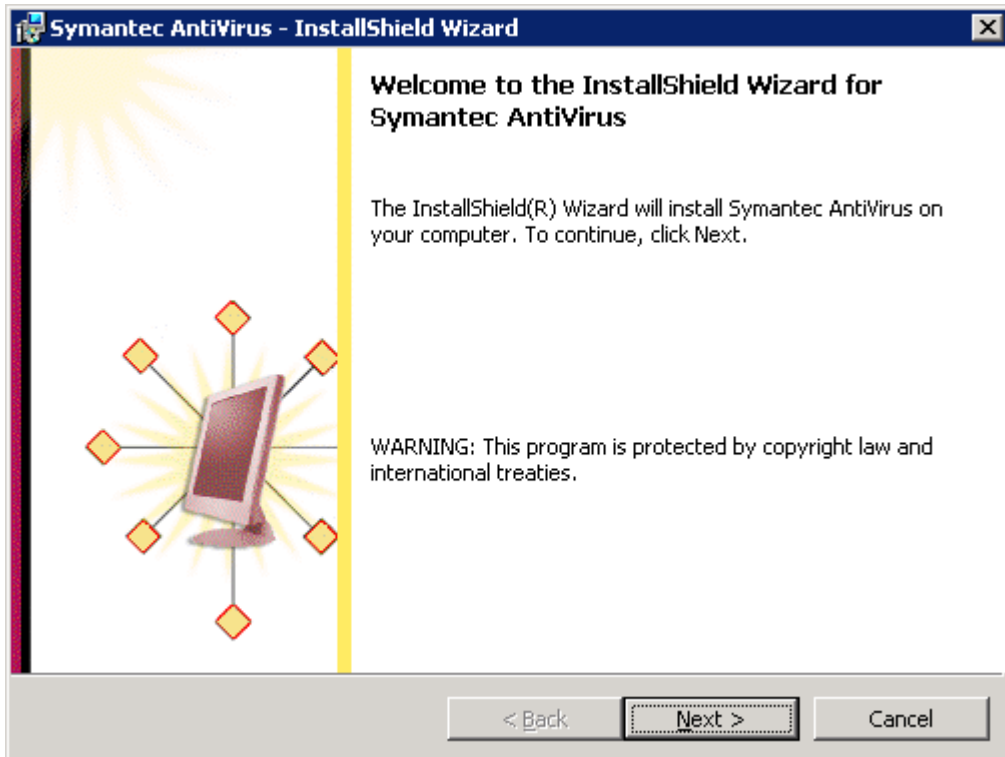 Symantec AntiVirus - InstallShield Wizard
Welcome to the InstallShield Wizard for
Symantec AntiVirus
The InstallShield(R) Wizard will install Symantec AntiVirus on
your computer. To continue, click Next.
WARNING: This program is protected by copyright law and
international treaties.
< Back
Next >
Cancel